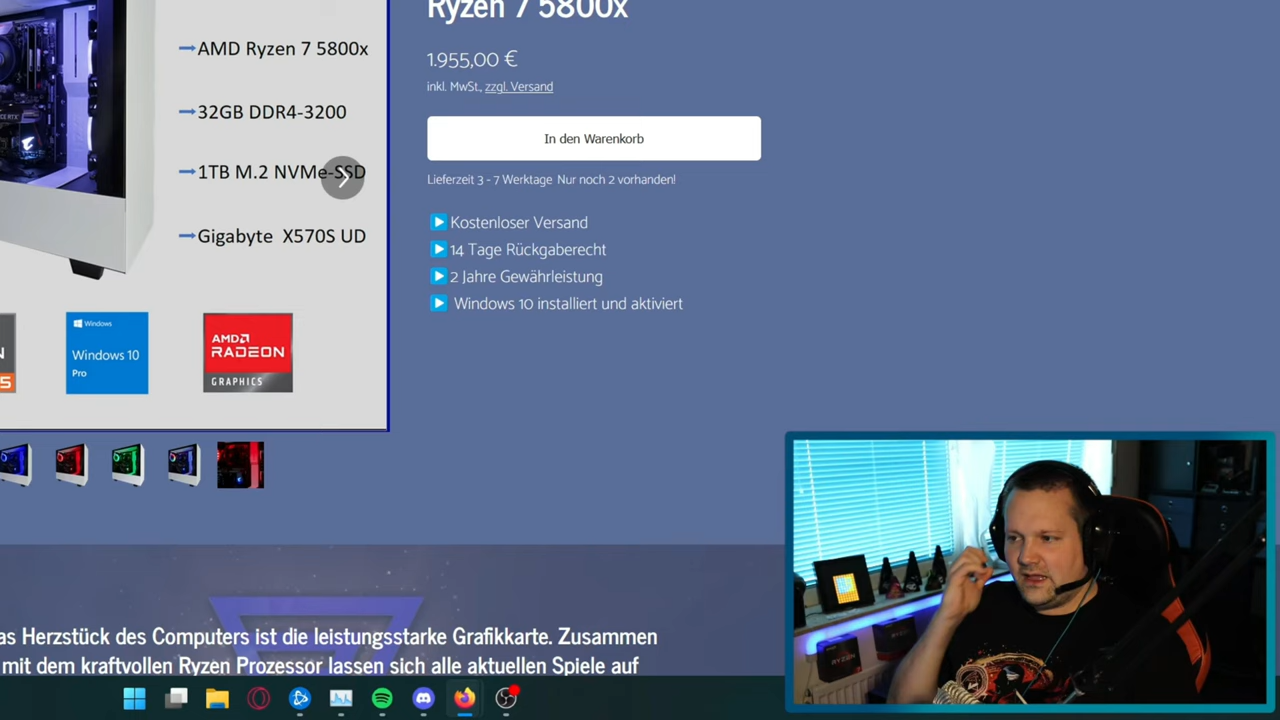 Ryzen 7 5800x
AMD Ryzen 7 5800x
32GB DDR4-3200
1TB M.2 NVMe-SSD
Gigabyte X570S UD
1.955,00 €
inkl. MwSt., zzgl. Versand
In den Warenkorb
Lieferzeit 3 - 7 Werktage Nur noch 2 vorhanden!
Kostenloser Versand
14 Tage Rückgaberecht
2 Jahre Gewährleistung
Windows 10 installiert und aktiviert
N
5
Windows
Windows 10
Pro
AMD
RADEON
GRAPHICS
as Herzstück des Computers ist die leistungsstarke Grafikkarte. Zusammen
mit dem kraftvollen Ryzen Prozessor lassen sich alle aktuellen Spiele auf
RYZEN